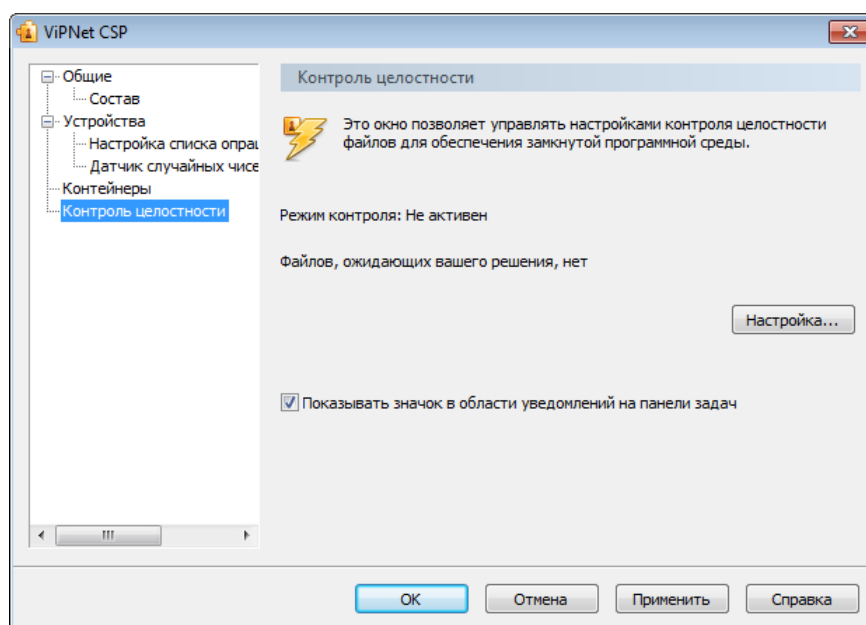 ViPNet CSP
Общие
Состав
Устройства
Настройка списка опра
Датчик случайных чисе
Контейнеры
Контроль целостности
Контроль целостности
Это окно позволяет управлять настройками контроля целостности
файлов для обеспечения замкнутой программной среды.
Режим контроля: Не активен
Файлов, ожидающих вашего решения, нет
Настройка...
Показывать значок в области уведомлений на панели задач
ОК
Отмена
Применить
Справка